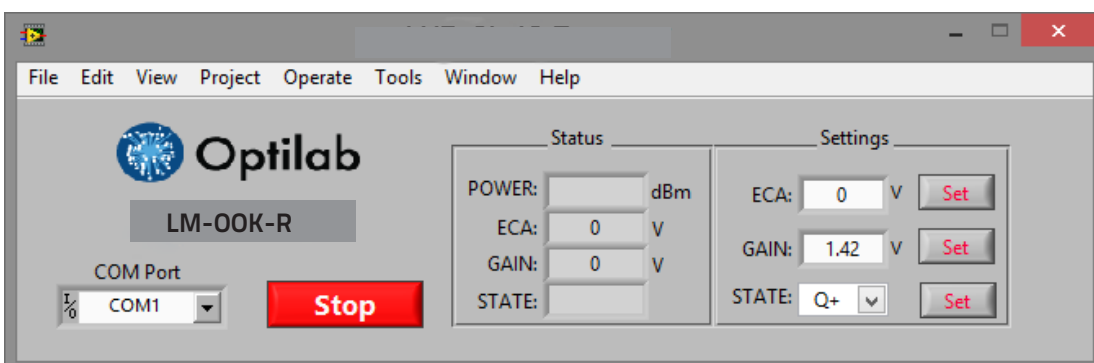 File Edit View Project Operate Tools Window Help
Optilab
LM-OOK-R
COM Port
I/O COM1
Stop
Status
POWER: dBm
ECA: 0 V
GAIN: 0 V
STATE:
Settings
ECA: 0 V Set
GAIN: 1.42 V Set
STATE: Q+ Set